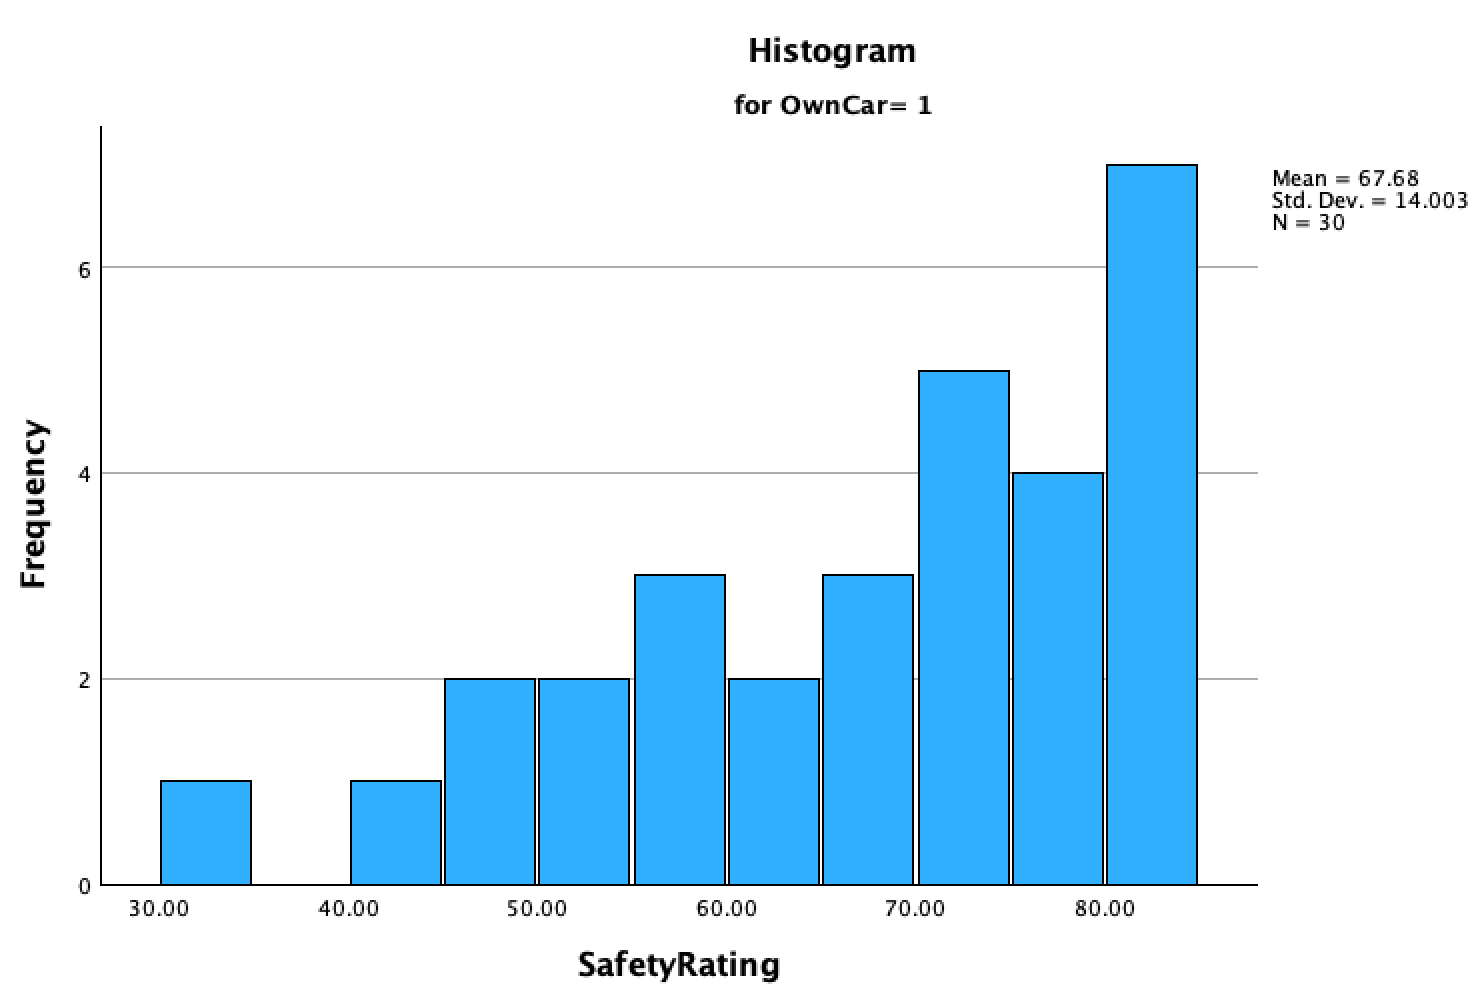 Histogram
for OwnCar= 1
Mean = 67.68
Std. Dev. = 14.003
N = 30
Frequency
6
4
2
0
30.00 40.00 50.00 60.00 70.00 80.00
SafetyRating